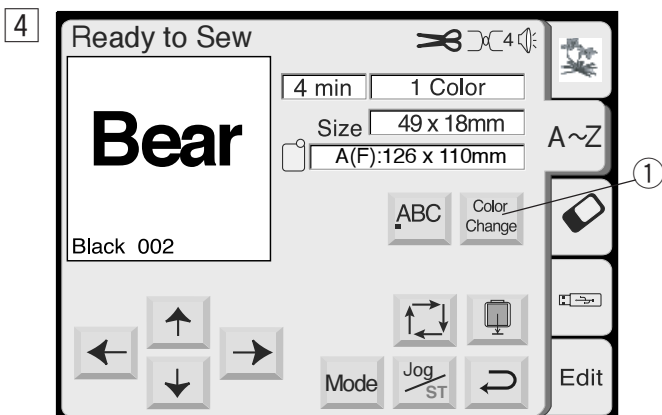 4
Ready to Sew
4
4 min
1 Color
Size
49 x 18mm
A(F):126 x 110mm
Bear
Black 002
ABC
Color
Change
A~Z
①
Mode
Jog
ST
Edit